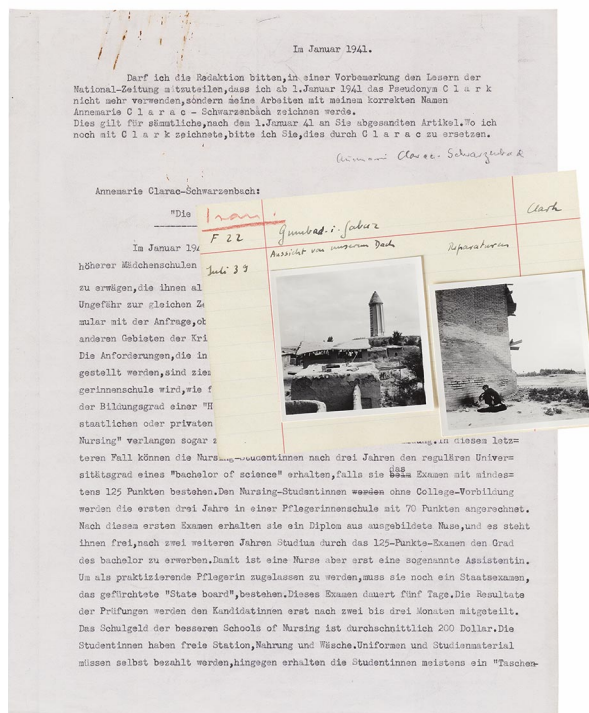 Im Januar 1941.
Darf ich die Redaktion bitten,in einer Vorbemerkung den Lesern der
National-Zeitung mitzuteilen,dass ich ab 1.Januar 1941 das Pseudonym C l a r k
nicht mehr verwenden,sondern meine Arbeiten mit meinem korrekten Namen
Annemarie C l a r a c - Schwarzenbach zeichnen werde.
Dies gilt für sämmtliche,nach dem 1.Januar 41 an Sie abgesandten Artikel.Wo ich
noch mit C l a r k zeichnete,bitte ich Sie,dies durch C l a r a c zu ersetzen.
Annemarie Clarac-Schwarzenbach
Annemarie Clarac-Schwarzenbach:
"Die
Im Januar 194
höherer Mädchenschulen
zu erwägen,die ihnen al
Ungefähr zur gleichen Ze
mular mit der Anfrage,ob
anderen Gebieten der Kri
Die Anforderungen,die in
gestellt werden,sind ziem
gerinnenschule wird,wie f
der Bildungsgrad einer "H
staatlichen oder privaten
Nursing" verlangen sogar
In diesem letz=
teren Fall können die Nursing-Studentinnen nach drei Jahren den regulären Univer=
sitätsgrad eines "bachelor of science" erhalten,falls sie beim das Examen mit mindes=
tens 125 Punkten bestehen.Den Nursing-Studentinnen werden ohne College-Vorbildung
werden die ersten drei Jahre in einer Pflegerinnenschule mit 70 Punkten angerechnet.
Nach diesem ersten Examen erhalten sie ein Diplom aus ausgebildete Nuse,und es steht
ihnen frei,nach zwei weiteren Jahren Studium durch das 125-Punkte-Examen den Grad
des bachelor zu erwerben.Damit ist eine Nurse aber erst eine sogenannte Assistentin.
Um als praktizierende Pflegerin zugelassen zu werden,muss sie noch ein Staatsexamen,
das gefürchtete "State board",bestehen.Dieses Examen dauert fünf Tage.Die Resultate
der Prüfungen werden den Kandidatinnen erst nach zwei bis drei Monaten mitgeteilt.
Das Schulgeld der besseren Schools of Nursing ist durchschnittlich 200 Dollar.Die
Studentinnen haben freie Station,Nahrung und Wäsche.Uniformen und Studienmaterial
müssen selbst bezahlt werden,hingegen erhalten die Studentinnen meistens ein "Taschen-
Iran.
Clark
F 22
Gumbad-i-Gabuz
Aussicht von unserem Dach
Reparaturen
Juli 39